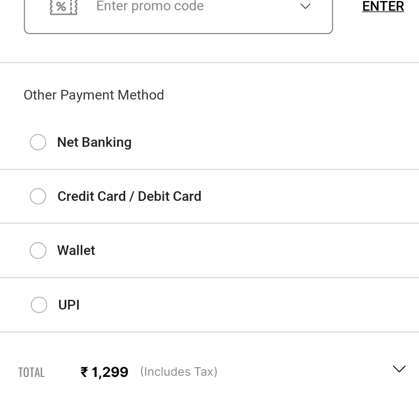 Enter promo code
ENTER
Other Payment Method
Net Banking
Credit Card / Debit Card
Wallet
UPI
TOTAL ₹ 1,299 (Includes Tax)